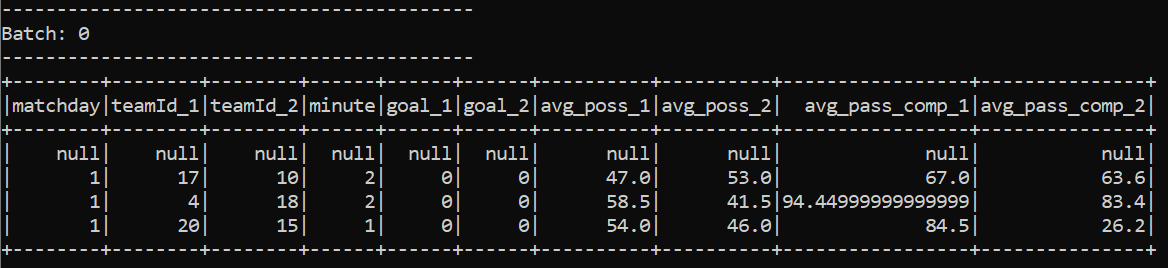 -------------------------------------------
Batch: 0
-------------------------------------------
+--------+--------+--------+------+------+------+----------+----------+-----------------+---------------+
|matchday|teamId_1|teamId_2|minute|goal_1|goal_2|avg_poss_1|avg_poss_2|  avg_pass_comp_1|avg_pass_comp_2|
+--------+--------+--------+------+------+------+----------+----------+-----------------+---------------+
|    null|    null|    null|  null|  null|  null|      null|      null|             null|           null|
|       1|      17|      10|     2|     0|     0|      47.0|      53.0|             67.0|           63.6|
|       1|       4|      18|     2|     0|     0|      58.5|      41.5|94.44999999999999|           83.4|
|       1|      20|      15|     1|     0|     0|      54.0|      46.0|             84.5|           26.2|
+--------+--------+--------+------+------+------+----------+----------+-----------------+---------------+